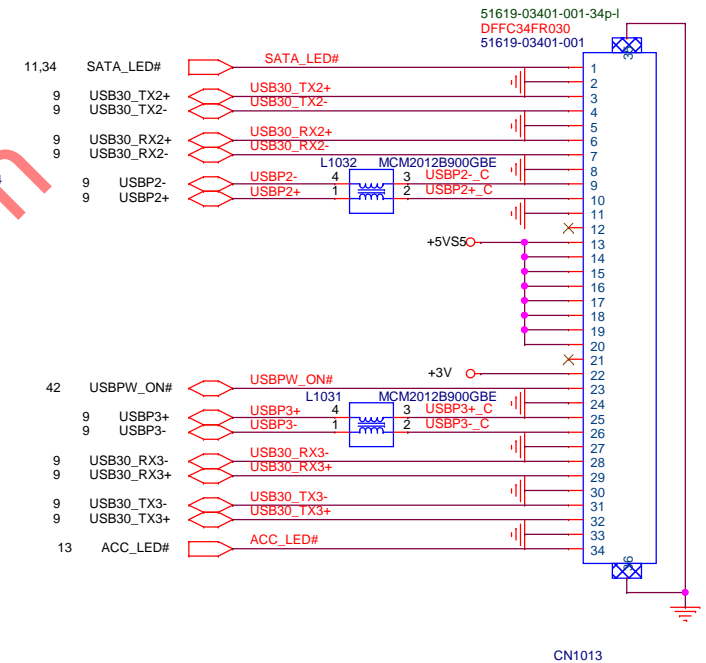 51619-03401-001-34p-l
DFFC34FR030
51619-03401-001
35
11,34 SATA_LED# SATA_LED# 1
2
9 USB30_TX2+ USB30_TX2+ 3
9 USB30_TX2- USB30_TX2- 4
5
9 USB30_RX2+ USB30_RX2+ 6
9 USB30_RX2- USB30_RX2- 7
L1032 MCM2012B900GBE
8
9 USBP2- USBP2- 4 3 USBP2-_C 9
9 USBP2+ USBP2+ 1 2 USBP2+_C 10
11
12
+5VS5 13
14
15
16
17
18
19
20
21
+3V 22
42 USBPW_ON# USBPW_ON# 23
L1031 MCM2012B900GBE
24
9 USBP3+ USBP3+ 4 3 USBP3+_C 25
9 USBP3- USBP3- 1 2 USBP3-_C 26
27
9 USB30_RX3- USB30_RX3- 28
9 USB30_RX3+ USB30_RX3+ 29
30
9 USB30_TX3- USB30_TX3- 31
9 USB30_TX3+ USB30_TX3+ 32
33
13 ACC_LED# ACC_LED# 34
36
CN1013